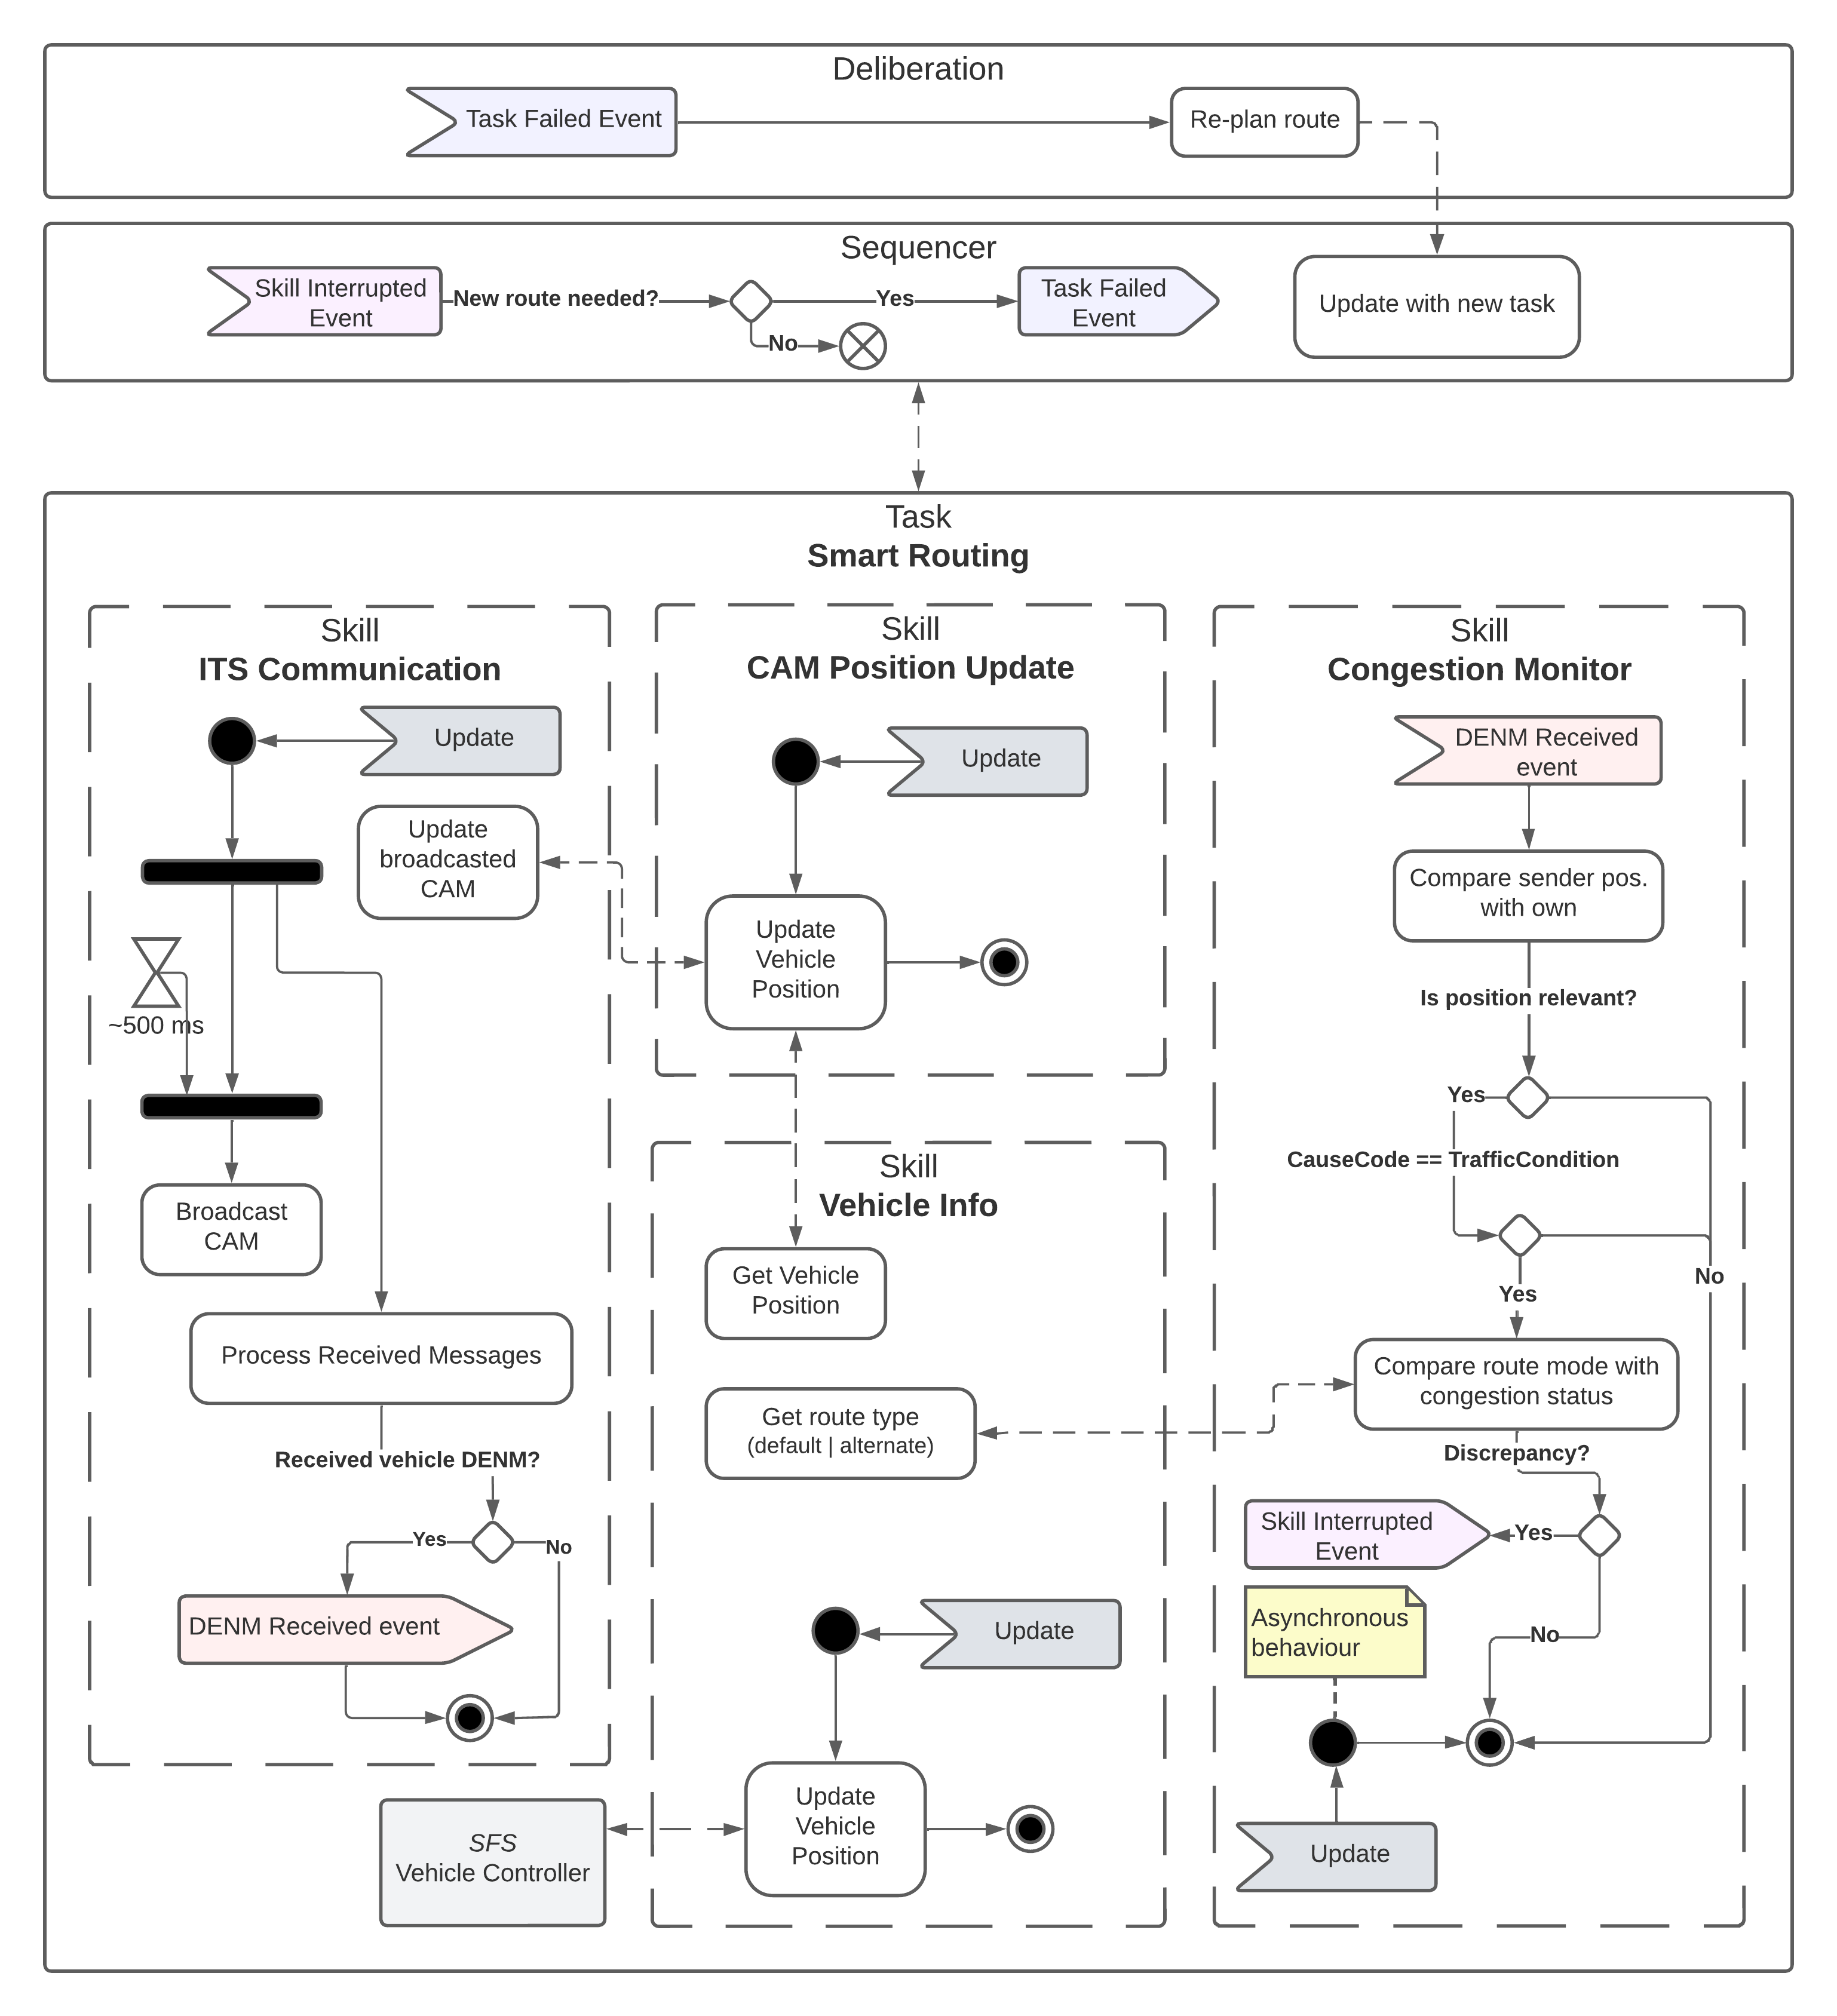 Deliberation
Task Failed Event
Re-plan route
Sequencer
Skill Interrupted
Event
New route needed?
Yes
No
Task Failed
Event
Update with new task
Task
Smart Routing
Skill
ITS Communication
Update
Update
broadcasted
CAM
~500 ms
Broadcast
CAM
Process Received Messages
Received vehicle DENM?
Yes
No
DENM Received event
SFS
Vehicle Controller
Skill
CAM Position Update
Update
Update
Vehicle
Position
Skill
Vehicle Info
Get Vehicle
Position
Get route type
(default | alternate)
Update
Update
Vehicle
Position
Skill
Congestion Monitor
DENM Received
event
Compare sender pos.
with own
Is position relevant?
Yes
CauseCode == TrafficCondition
No
Yes
Compare route mode with
congestion status
Discrepancy?
Skill Interrupted
Event
Yes
Asynchronous
behaviour
No
Update